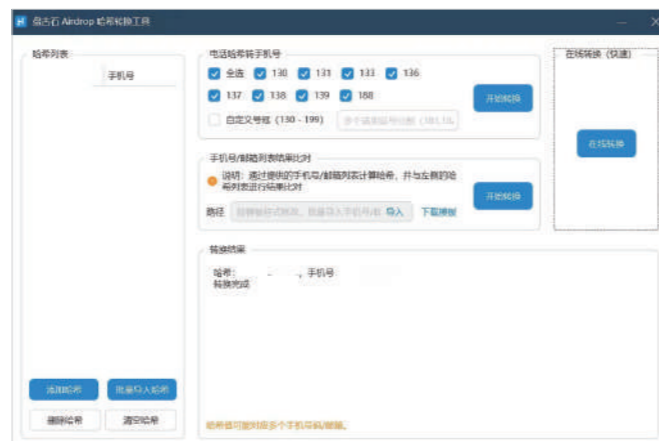 盘古石 Airdrop 哈希转换工具
哈希列表
手机号
添加哈希
批量导入哈希
删除哈希
清空哈希
电话哈希转手机号
全选 130 131 133 136
137 138 139 188
自定义号段 (130 - 199)
开始转换
手机号/邮箱列表结果比对
说明：通过提供的手机号/邮箱列表计算哈希，并与左侧的哈
希列表进行结果比对
路径
导入
下载模板
开始转换
在线转换 (快速)
在线转换
转换结果
哈希： - ，手机号
转换完成
哈希值可能对应多个手机号码/邮箱。